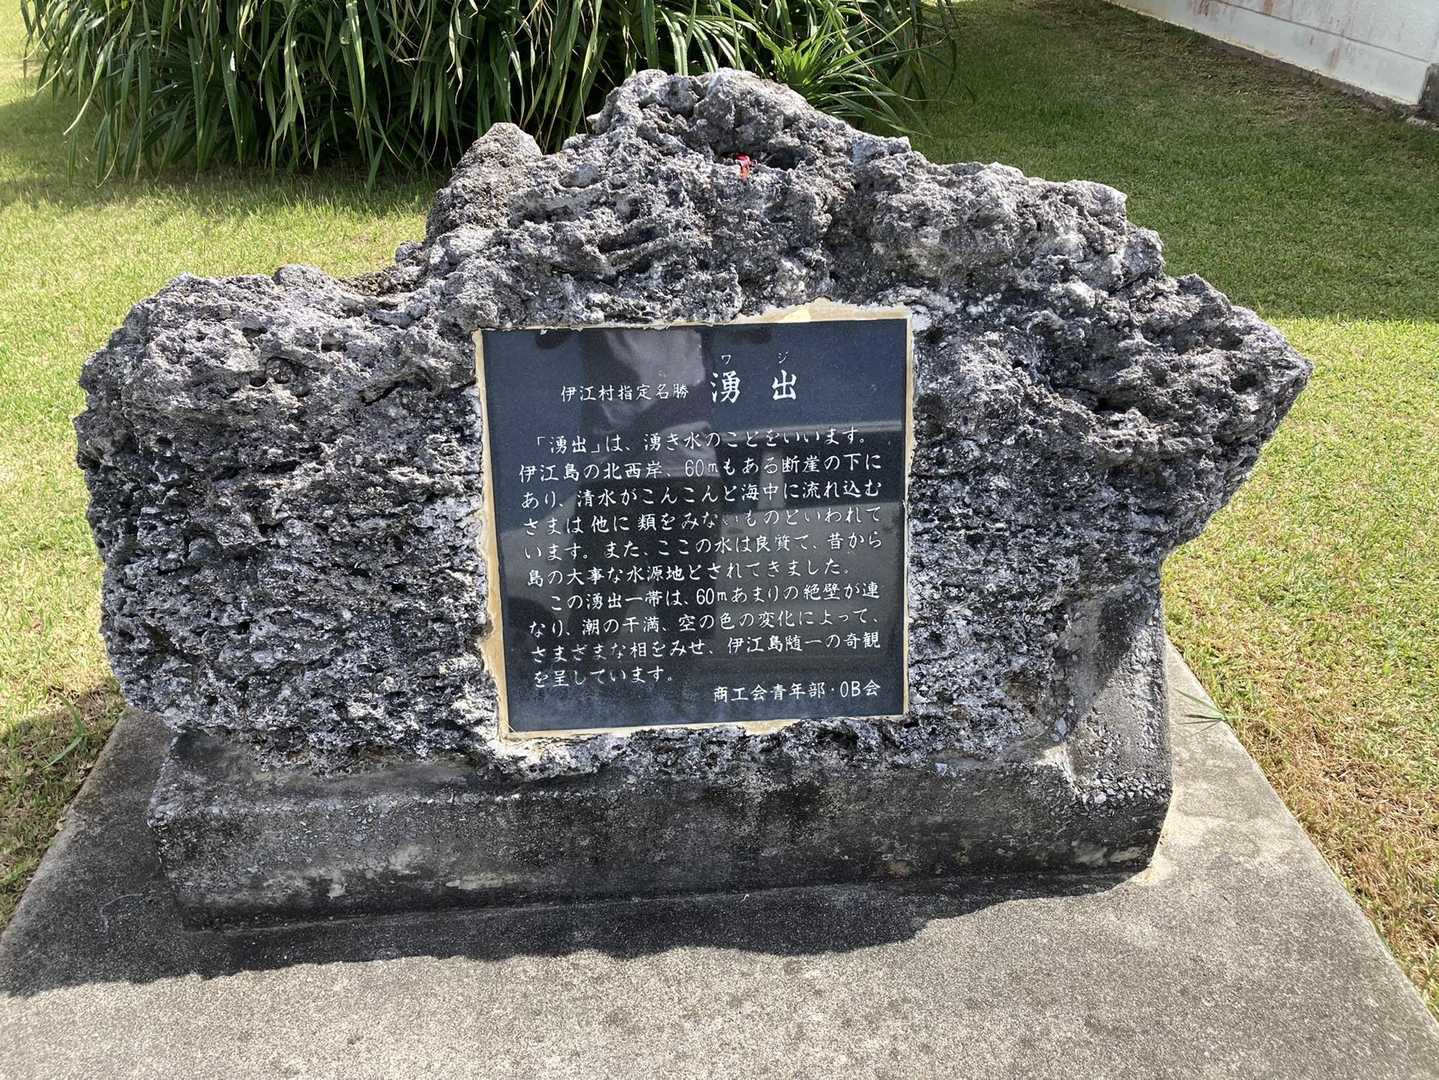 ワジ
伊江村指定名勝 湧出
「湧出」は、湧き水のことをいいます。
伊江島の北西岸、60mもある断崖の下に
あり、清水がこんこんと海中に流れ込む
さまは他に類をみないものといわれて
います。また、ここの水は良質で、昔から
島の大事な水源地とされてきました。
この湧出一帯は、60mあまりの絶壁が連
なり、潮の干満、空の色の変化によって、
さまざまな相をみせ、伊江島随一の奇観
を呈しています。
商工会青年部・OB会